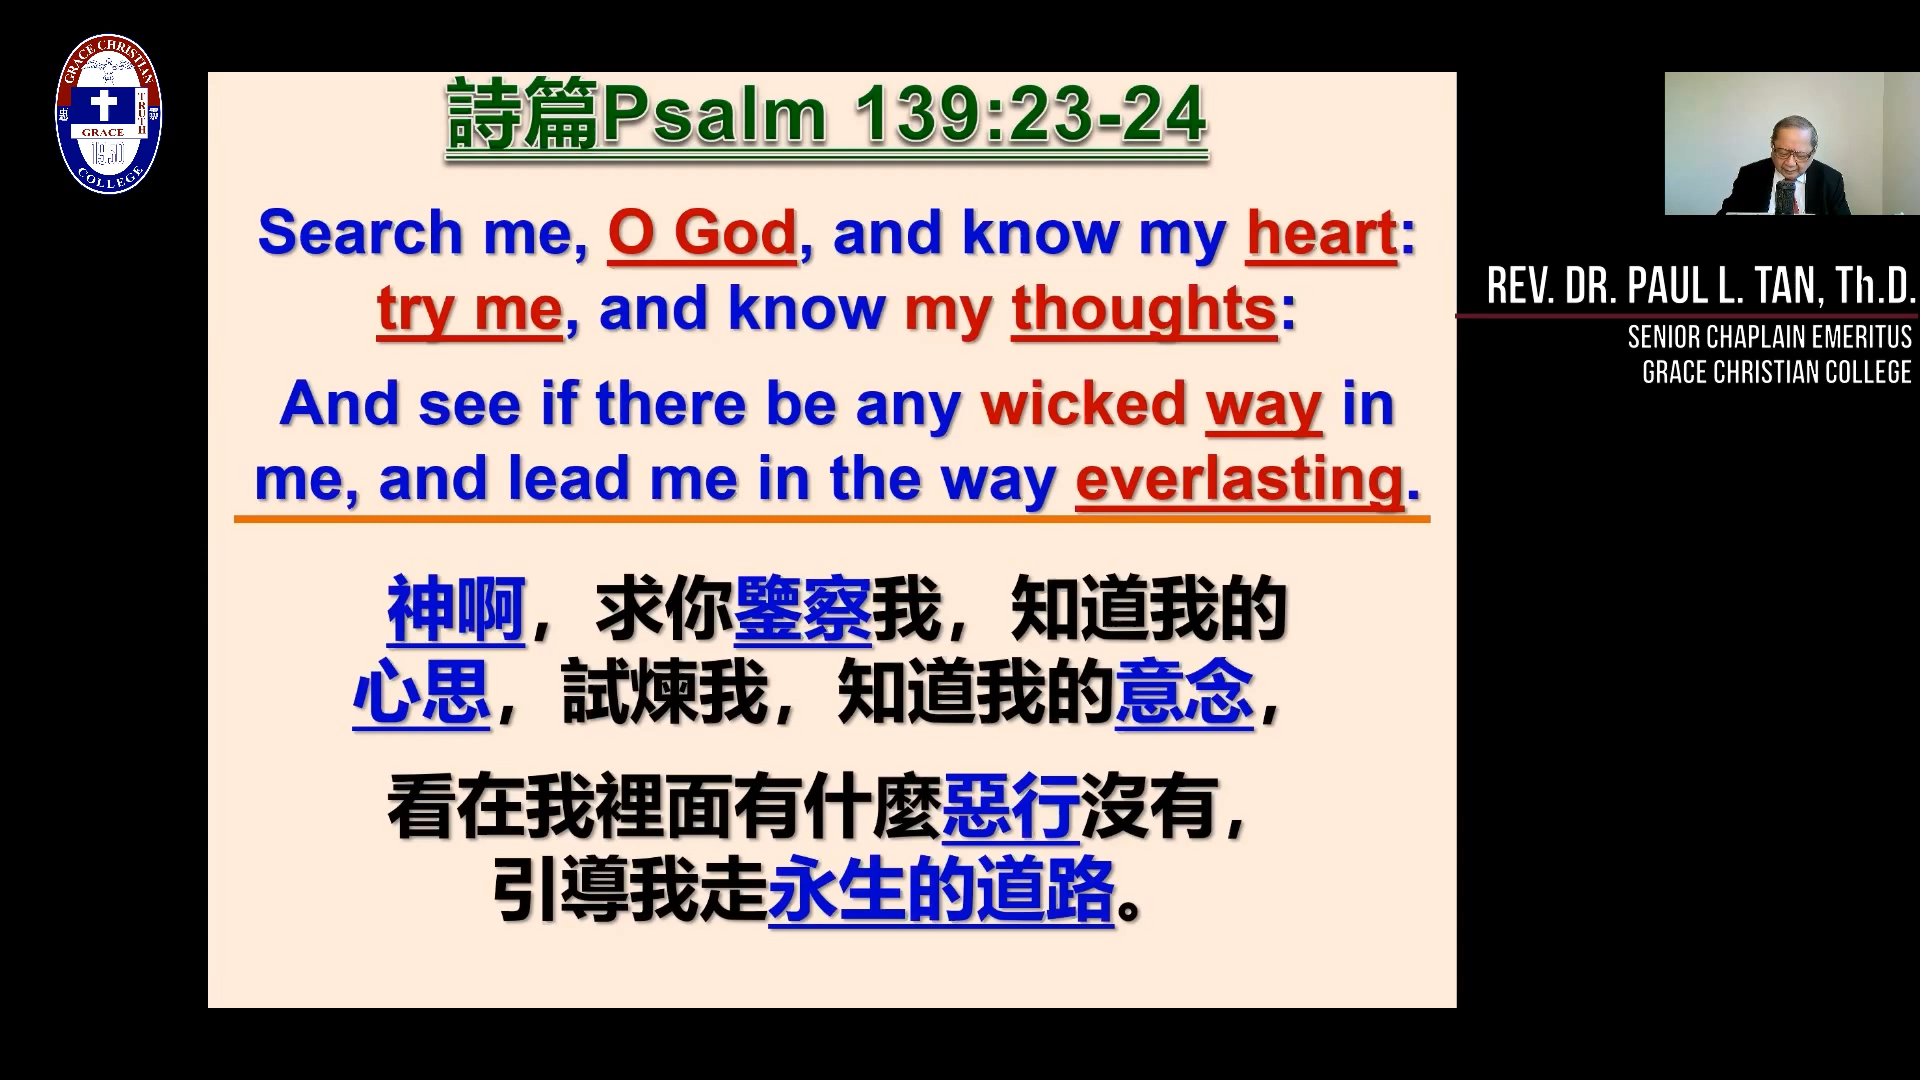 GRACE CHRISTIAN
TRUTH
GRACE
1950
COLLEGE
詩篇Psalm 139:23-24
Search me, O God, and know my heart:
try me, and know my thoughts:
And see if there be any wicked way in
me, and lead me in the way everlasting.
神啊，求你鑒察我，知道我的
心思，試煉我，知道我的意念，
看在我裡面有什麼惡行沒有，
引導我走永生的道路。
REV. DR. PAUL L. TAN, Th.D.
SENIOR CHAPLAIN EMERITUS
GRACE CHRISTIAN COLLEGE